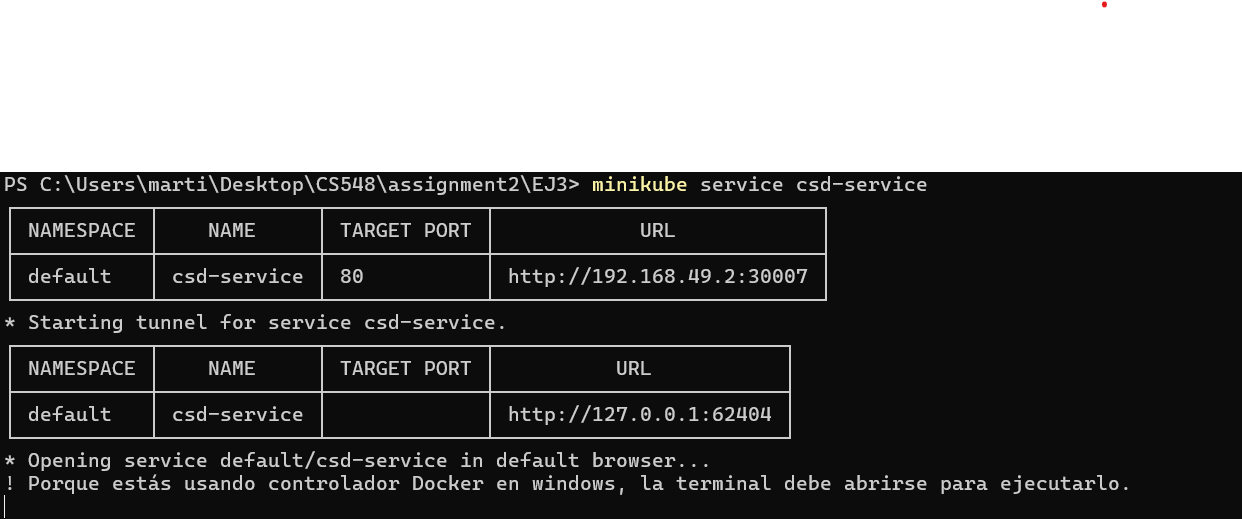 PS C:\Users\marti\Desktop\CS548\assignment2\EJ3> minikube service csd-service
NAMESPACE NAME TARGET PORT URL
default csd-service 80 http://192.168.49.2:30007
* Starting tunnel for service csd-service.
NAMESPACE NAME TARGET PORT URL
default csd-service http://127.0.0.1:62404
* Opening service default/csd-service in default browser...
! Porque estás usando controlador Docker en windows, la terminal debe abrirse para ejecutarlo.